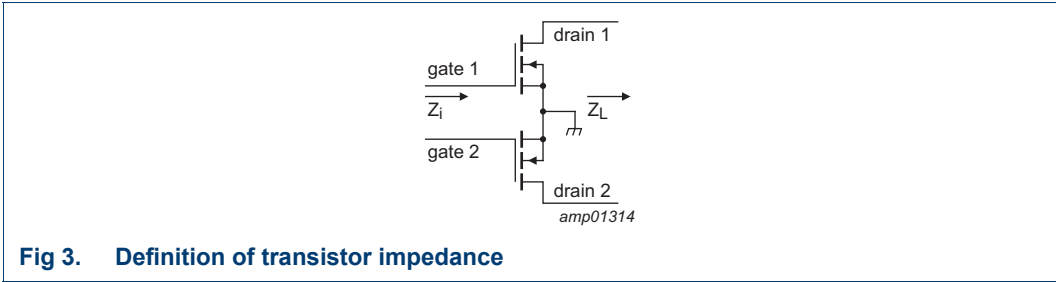 drain 1
gate 1
Zi
ZL
gate 2
drain 2
amp01314
Fig 3. Definition of transistor impedance